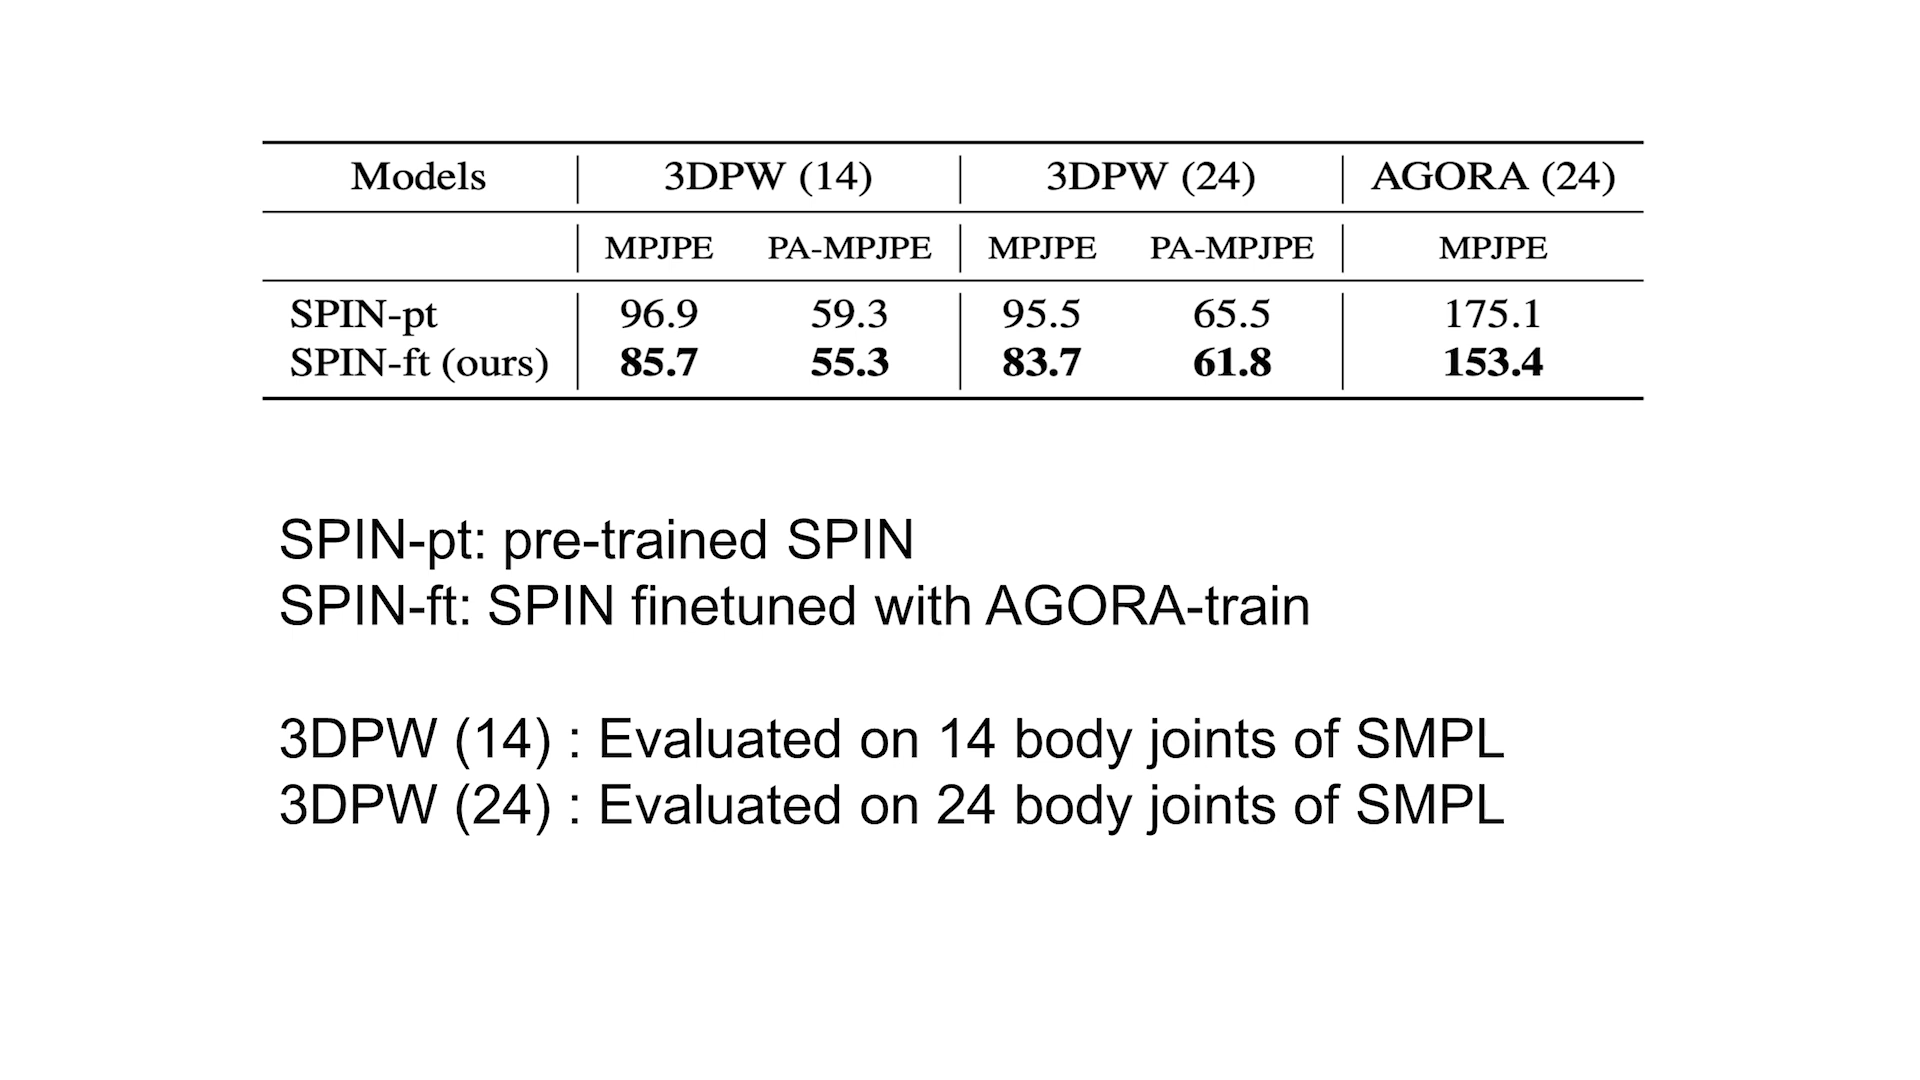 Models 3DPW (14) 3DPW (24) AGORA (24)
MPJPE PA-MPJPE MPJPE PA-MPJPE MPJPE
SPIN-pt 96.9 59.3 95.5 65.5 175.1
SPIN-ft (ours) 85.7 55.3 83.7 61.8 153.4
SPIN-pt: pre-trained SPIN
SPIN-ft: SPIN finetuned with AGORA-train
3DPW (14) : Evaluated on 14 body joints of SMPL
3DPW (24) : Evaluated on 24 body joints of SMPL